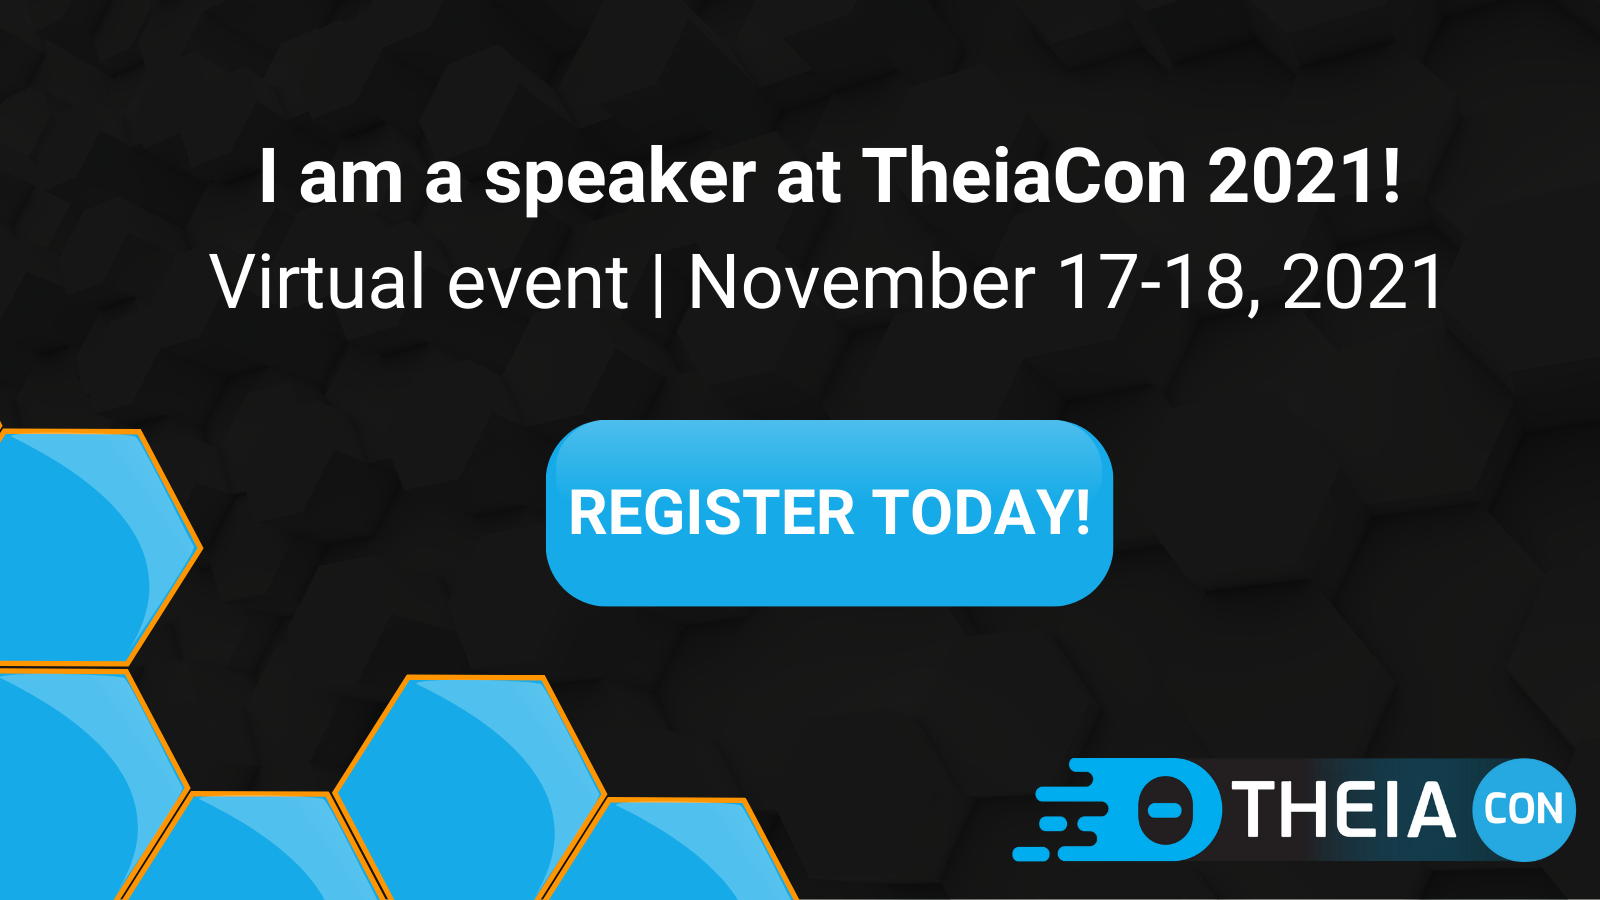 I am a speaker at TheiaCon 2021!
Virtual event | November 17-18, 2021
REGISTER TODAY!
THEIA CON